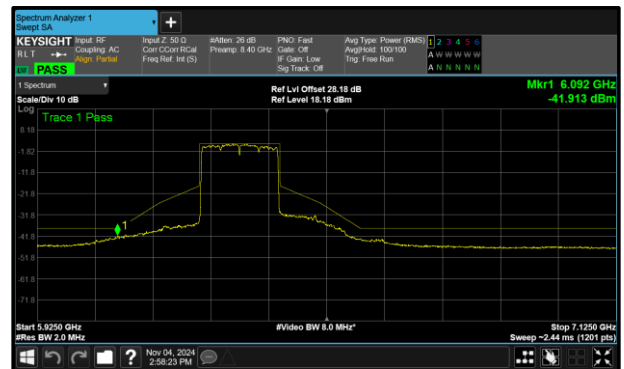 Spectrum Analyzer 1
Swept SA
KEYSIGHT Input: RF Input Z: 50 Ω #Atten: 26 dB PNO: Fast Avg Type: Power (RMS) 1 2 3 4 5 6
RLT Coupling: AC Corr CCorr RCal Preamp: 8.40 GHz Gate: Off Avg|Hold: 100/100 A W W W W W
Align: Partial Freq Ref: Int (S) IF Gain: Low Trig: Free Run
PASS Sig Track: Off A N N N N N
1 Spectrum Mkr1 6.092 GHz
Ref Lvl Offset 28.18 dB
Scale/Div 10 dB Ref Level 18.18 dBm -41.913 dBm
Log
Trace 1 Pass
8.18
-1.82
-11.8
-21.8
-31.8
1
-41.8
-51.8
-61.8
-71.8
Start 5.9250 GHz #Video BW 8.0 MHz* Stop 7.1250 GHz
#Res BW 2.0 MHz Sweep ~2.44 ms (1201 pts)
? Nov 04, 2024
2:58:23 PM